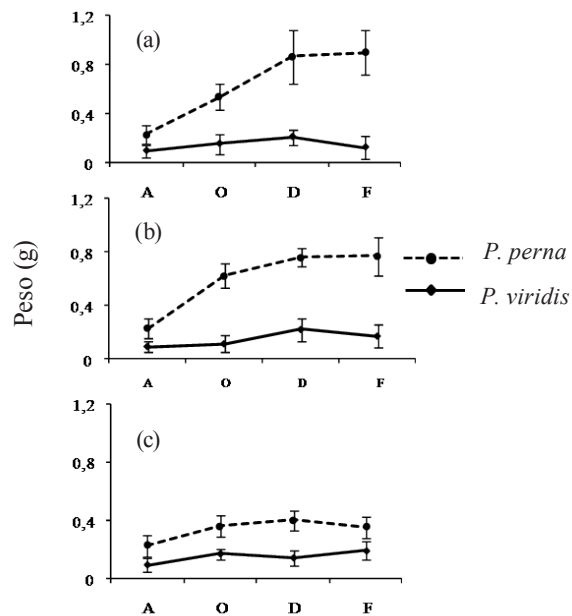 1,2
(a)
0,8
0,4
0
A O D F
1,2
(b)
0,8
0,4
0
A O D F
Peso (g)
P. perna
P. viridis
1,2
(c)
0,8
0,4
0
A O D F